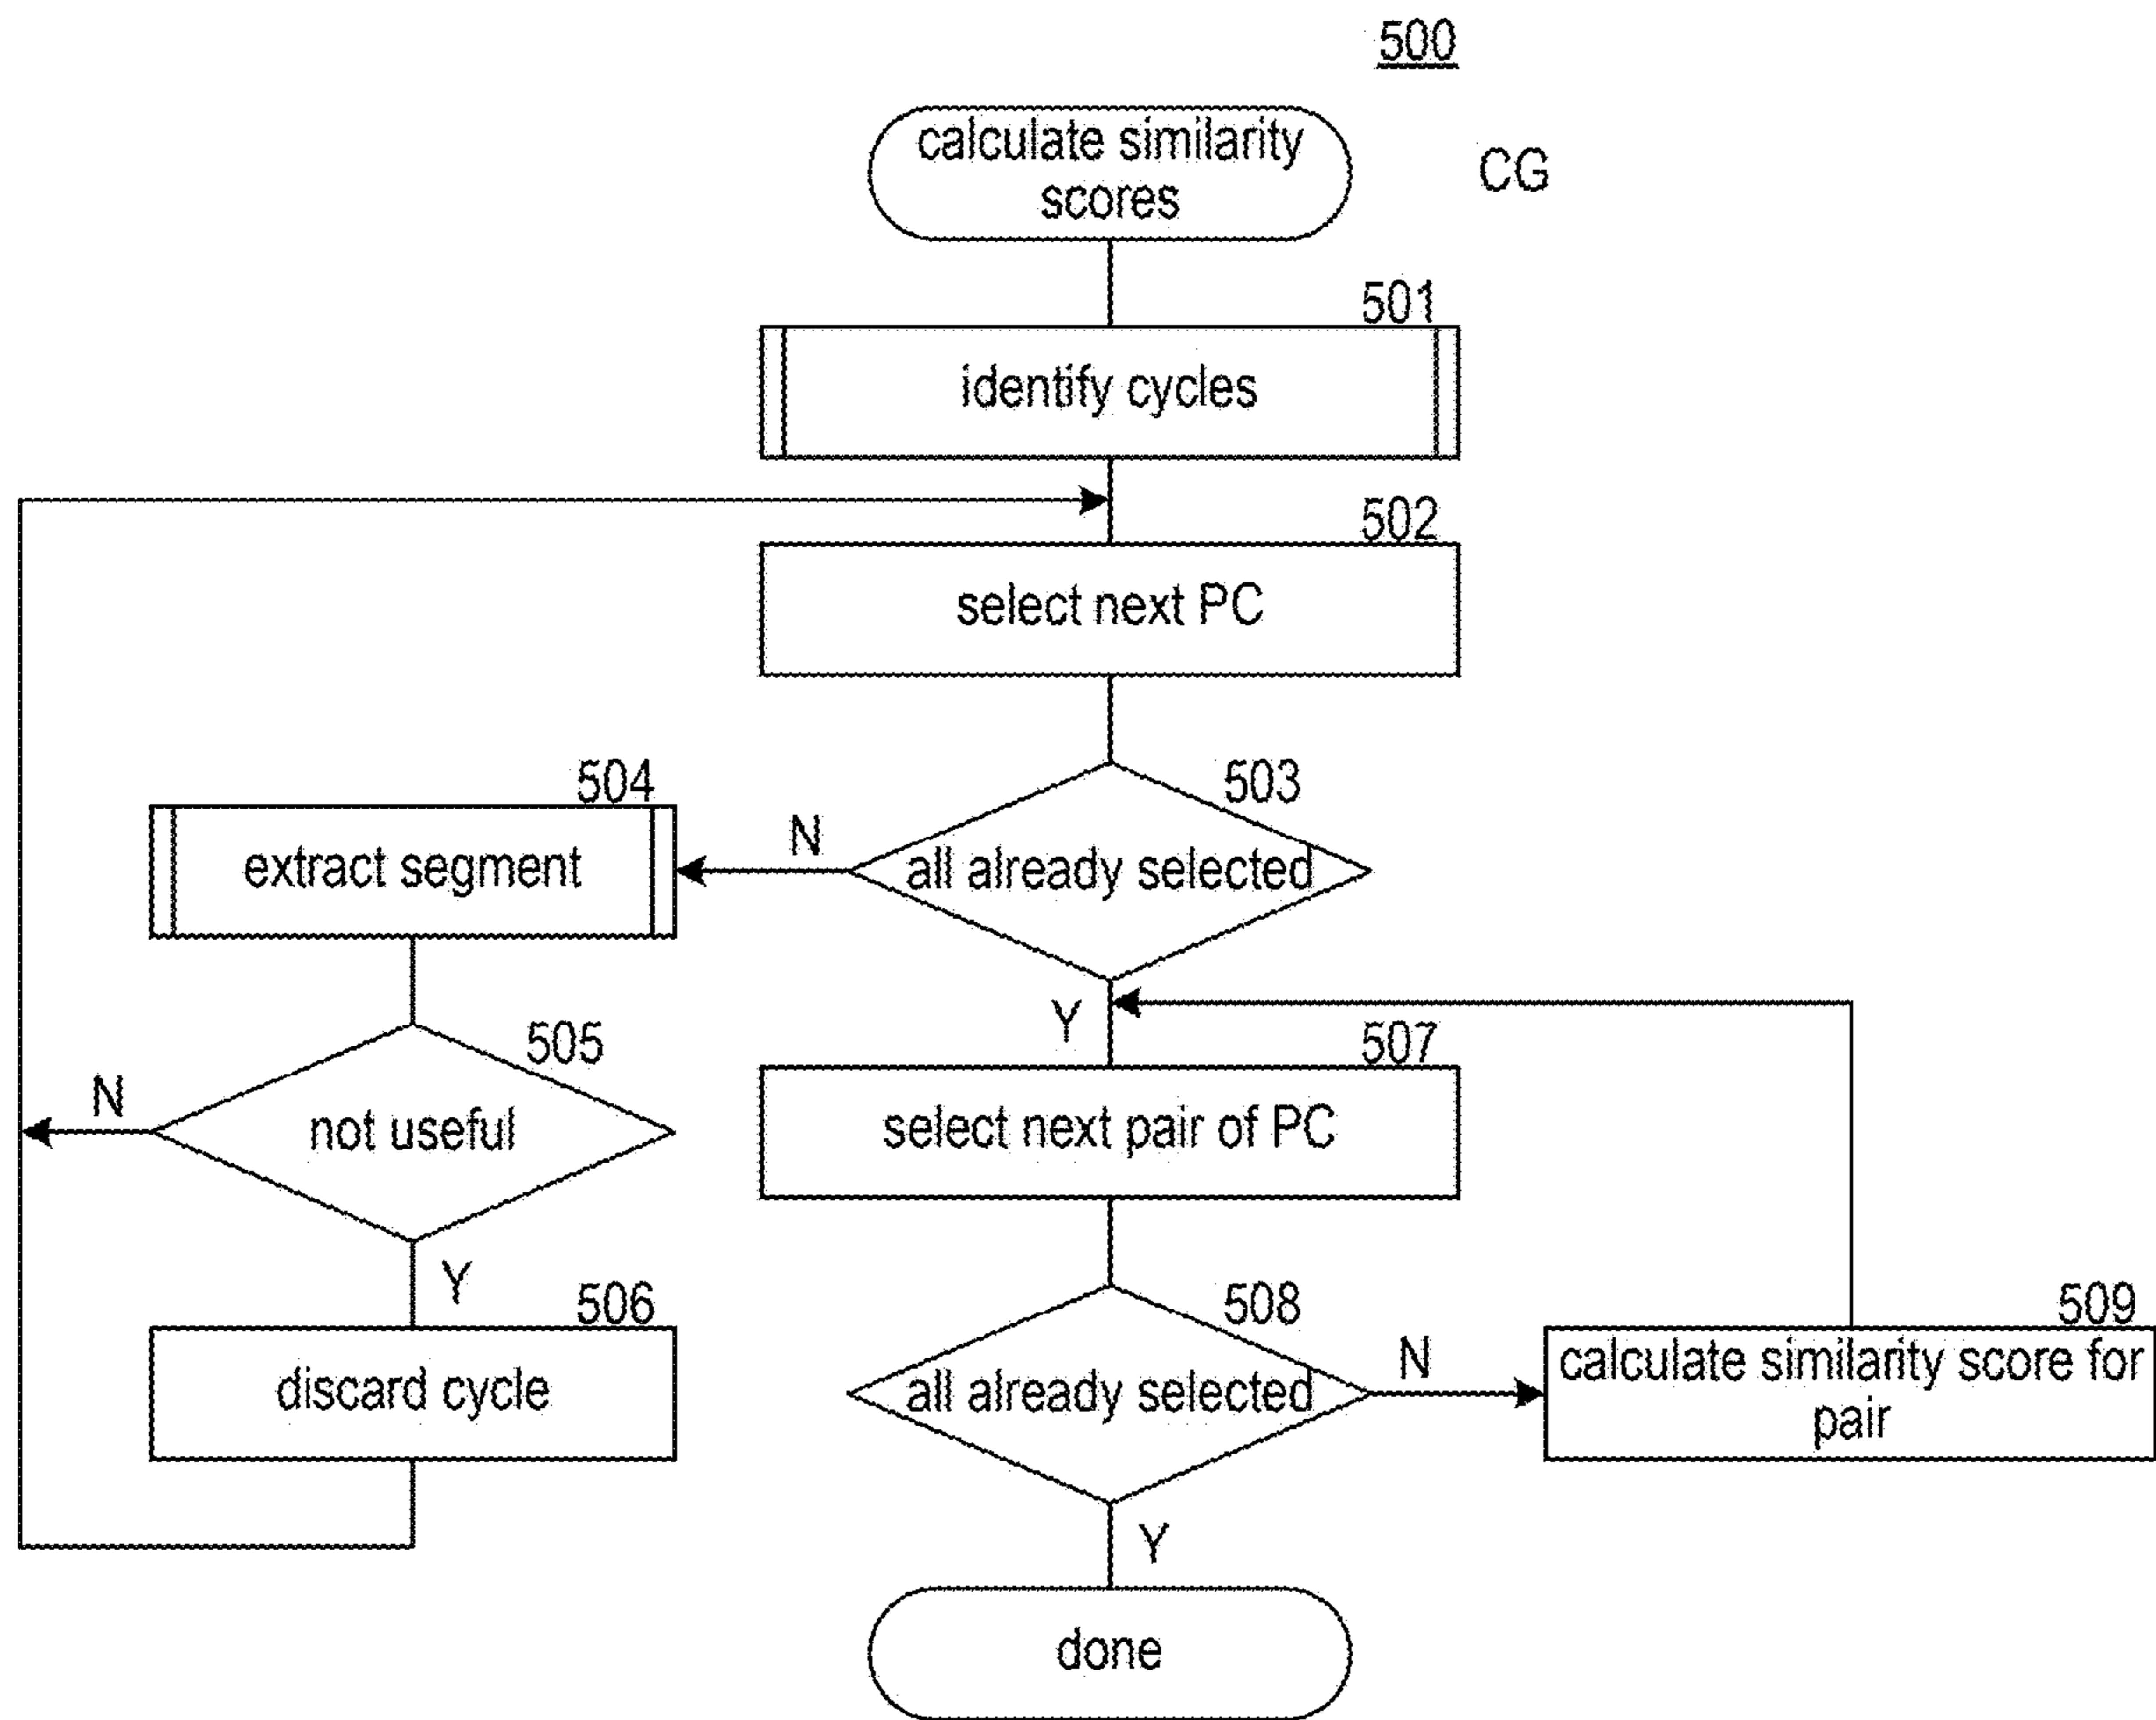 500
calculate similarity
scores
CG
501
identify cycles
502
select next PC
503
all already selected
N
Y
504
extract segment
505
not useful
N
Y
506
discard cycle
507
select next pair of PC
508
all already selected
N
Y
509
calculate similarity score for
pair
done